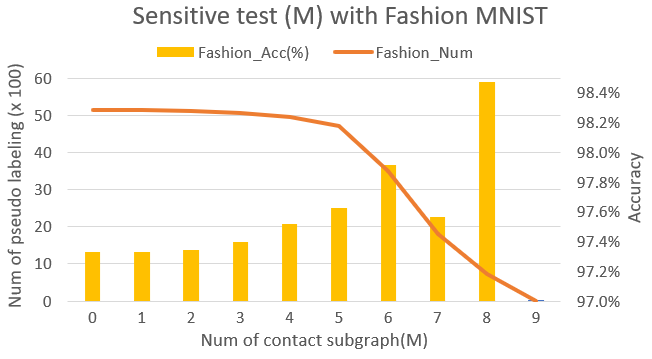 Sensitive test (M) with Fashion MNIST
Fashion_Acc(%) Fashion_Num
Num of pseudo labeling (x 100)
60
50
40
30
20
10
0
98.4%
98.2%
98.0%
97.8%
97.6%
97.4%
97.2%
97.0%
Accuracy
0 1 2 3 4 5 6 7 8 9
Num of contact subgraph(M)